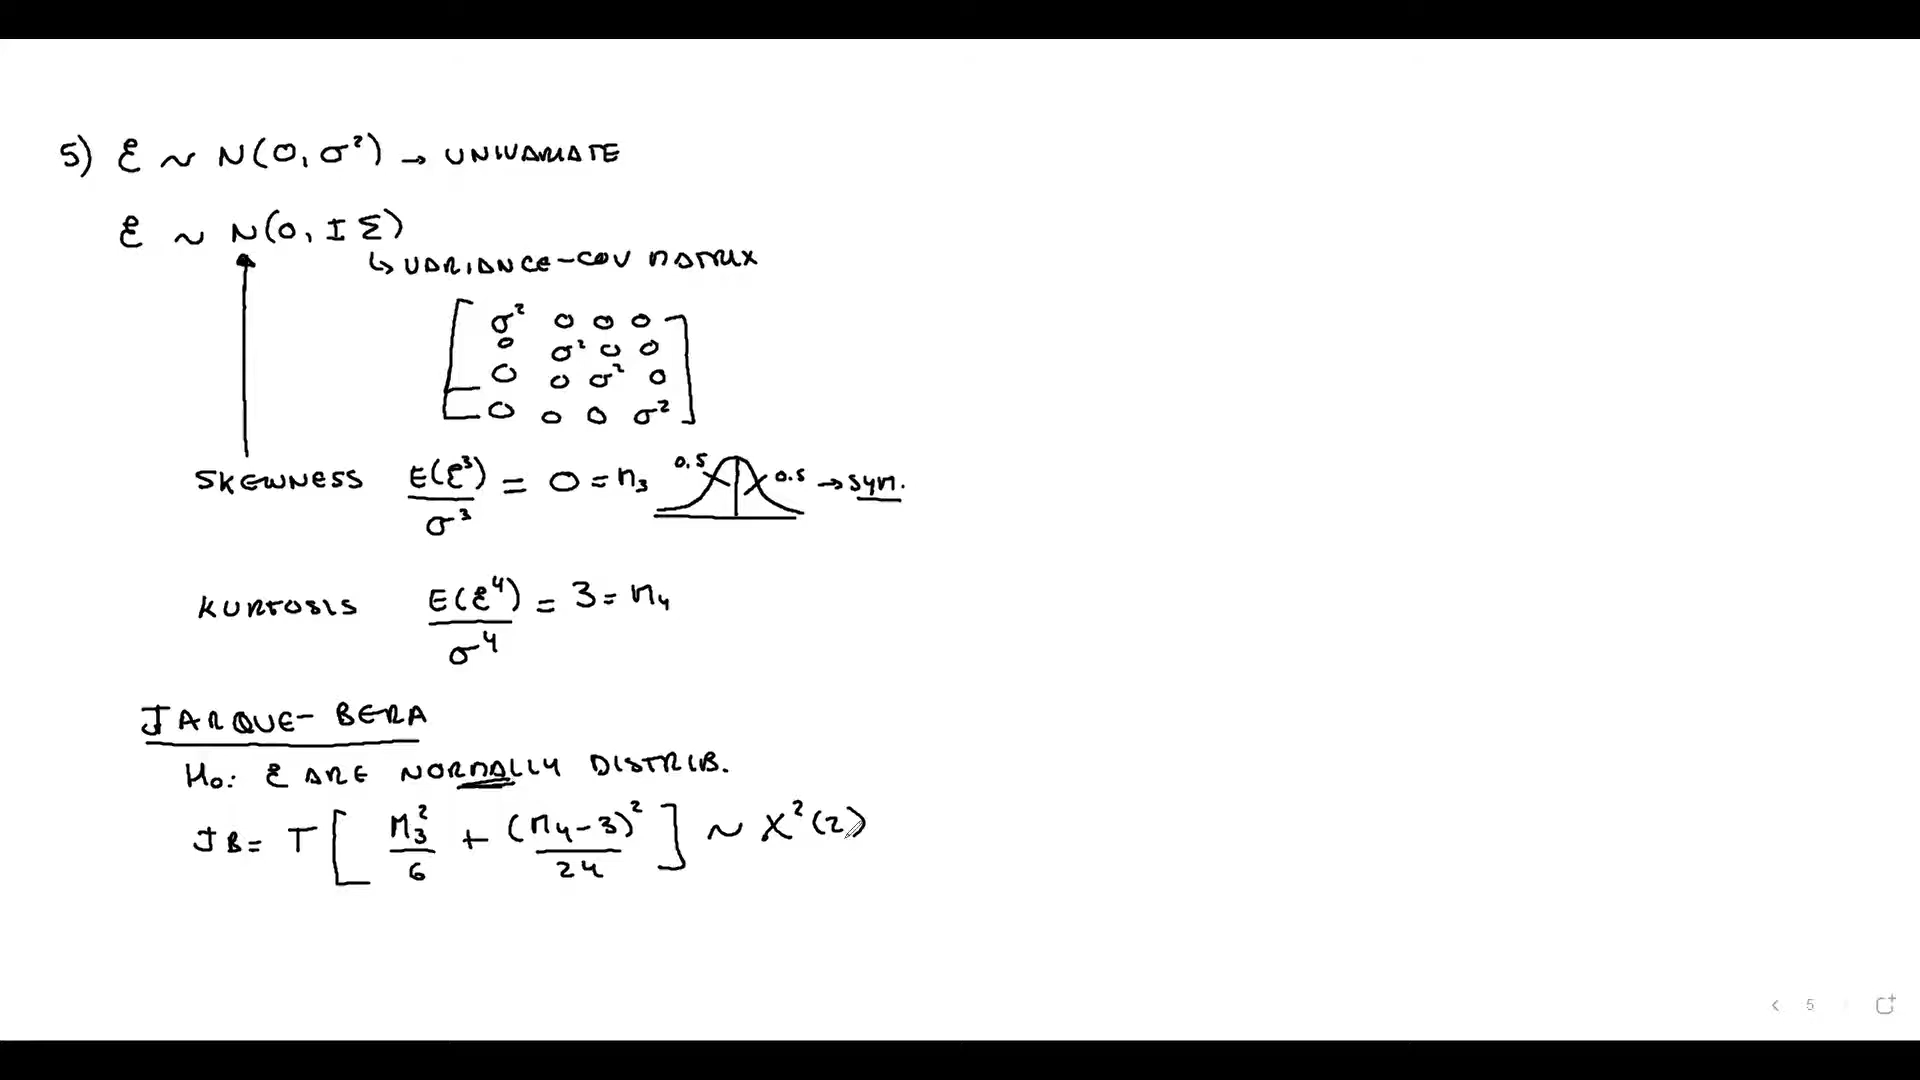 5) ε ~ N(0, σ²) → UNIVARIATE
ε ~ N(0, I Σ)
↳ VARIANCE-COV MATRIX
σ² 0 0 0
0 σ² 0 0
0 0 σ² 0
0 0 0 σ²
SKEWNESS E(ε³)/σ³ = 0 = M₃ 0.5 0.5 → SYM.
KURTOSIS E(ε⁴)/σ⁴ = 3 = M₄
JARQUE-BERA
H₀: ε ARE NORMALLY DISTRIB.
JB = T [ M₃²/6 + (M₄-3)²/24 ] ~ X²(2)
< 5